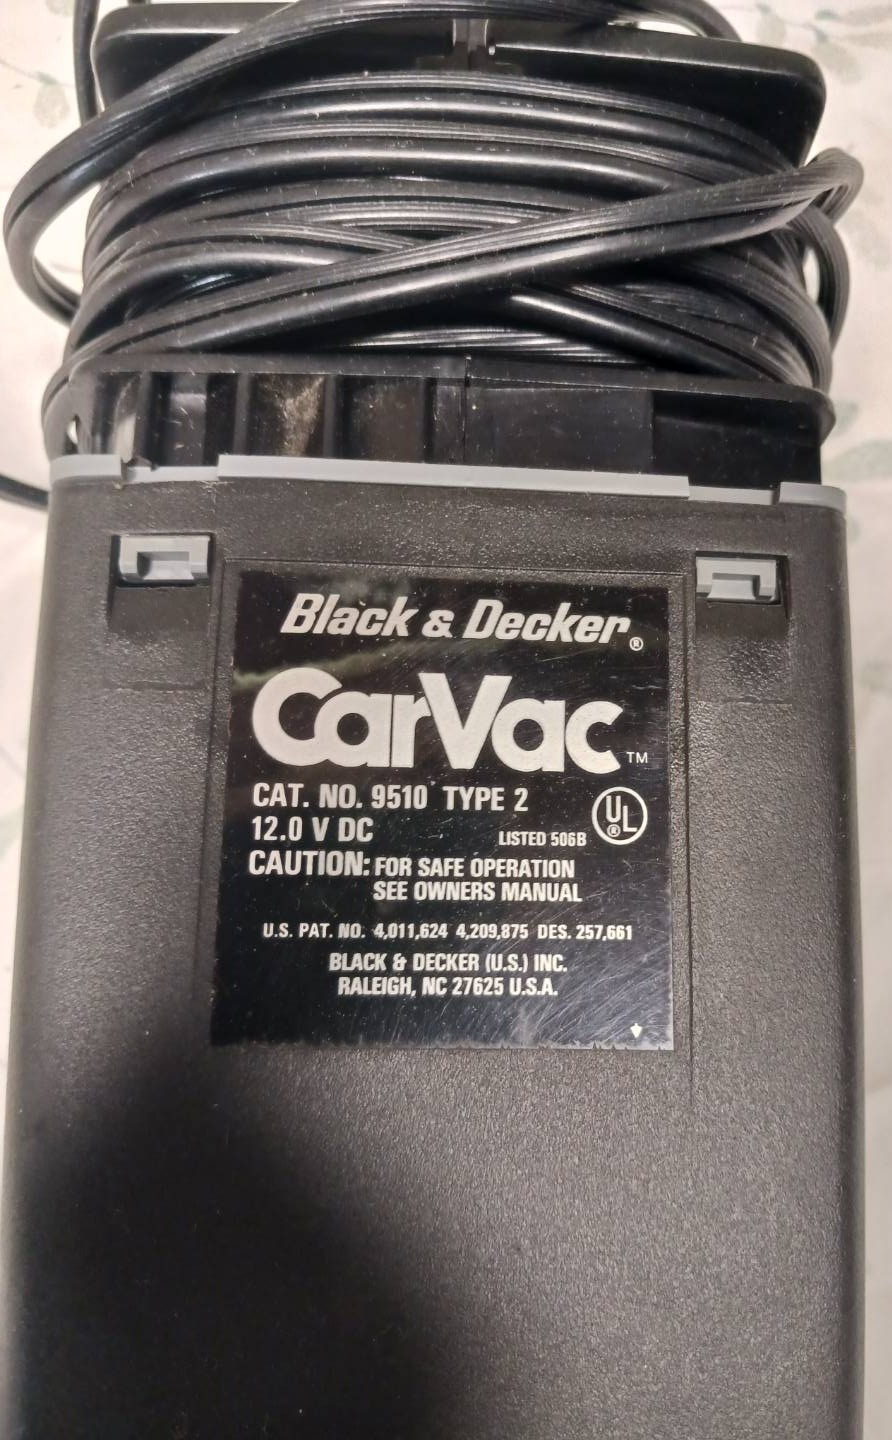 Black & Decker®
CarVac™
CAT. NO. 9510 TYPE 2
12.0 V DC
UL®
LISTED 506B
CAUTION: FOR SAFE OPERATION
SEE OWNERS MANUAL
U.S. PAT. NO. 4,011,624 4,209,875 DES. 257,661
BLACK & DECKER (U.S.) INC.
RALEIGH, NC 27625 U.S.A.